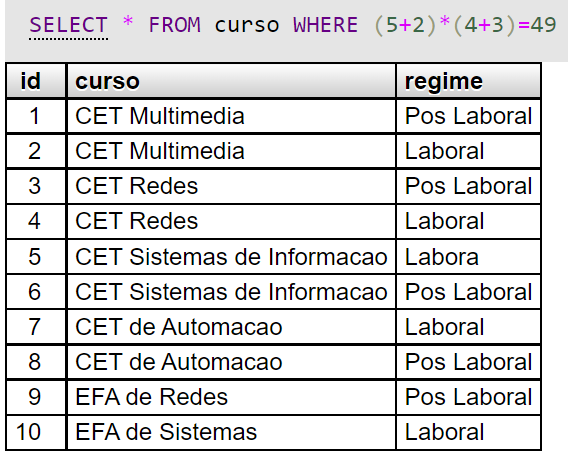 SELECT * FROM curso WHERE (5+2)*(4+3)=49
id curso regime
1 CET Multimedia Pos Laboral
2 CET Multimedia Laboral
3 CET Redes Pos Laboral
4 CET Redes Laboral
5 CET Sistemas de Informacao Labora
6 CET Sistemas de Informacao Pos Laboral
7 CET de Automacao Laboral
8 CET de Automacao Pos Laboral
9 EFA de Redes Pos Laboral
10 EFA de Sistemas Laboral